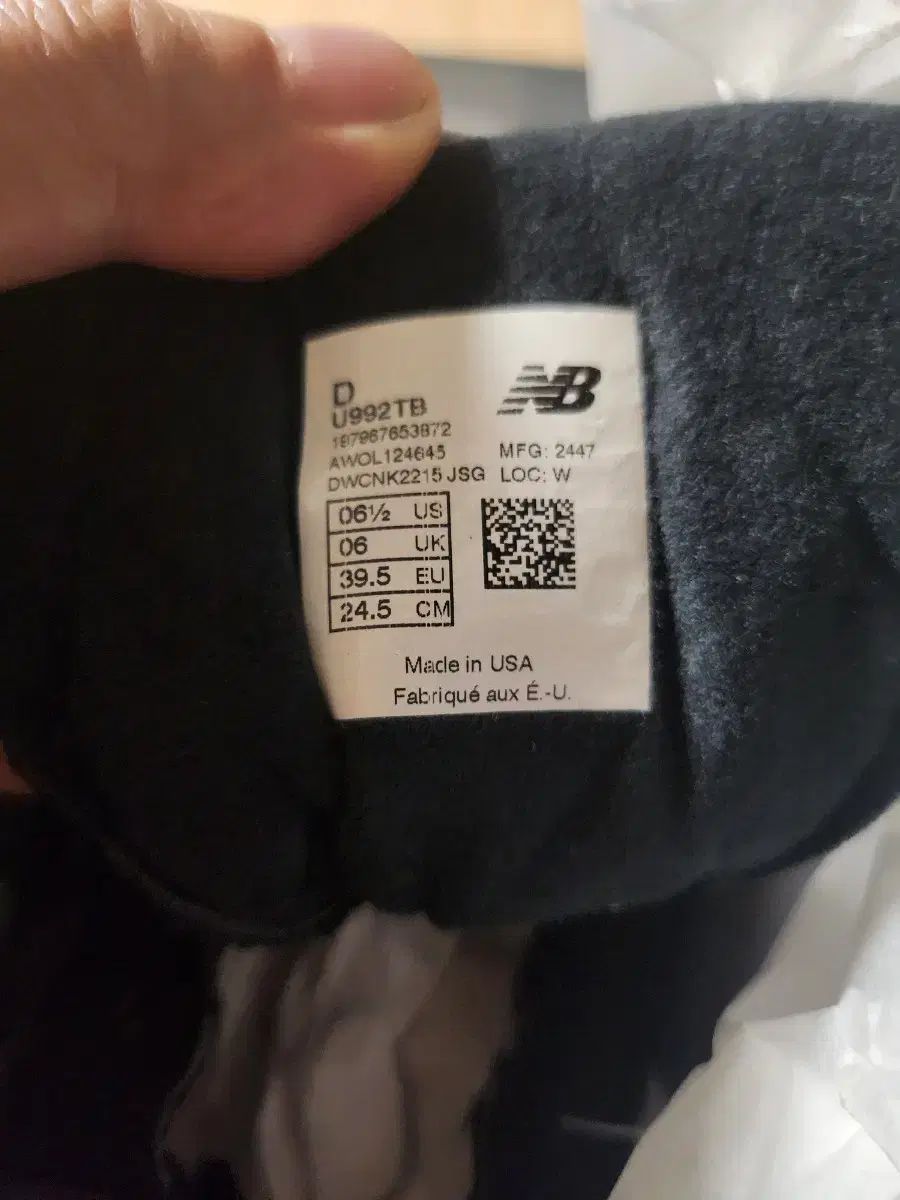 D
NB
U992TB
197967653872
AWOL124645
MFG: 2447
DWCNK2215 JSG
LOC: W
06½ US
06 UK
39.5 EU
24.5 CM
Made in USA
Fabriqué aux É.-U.